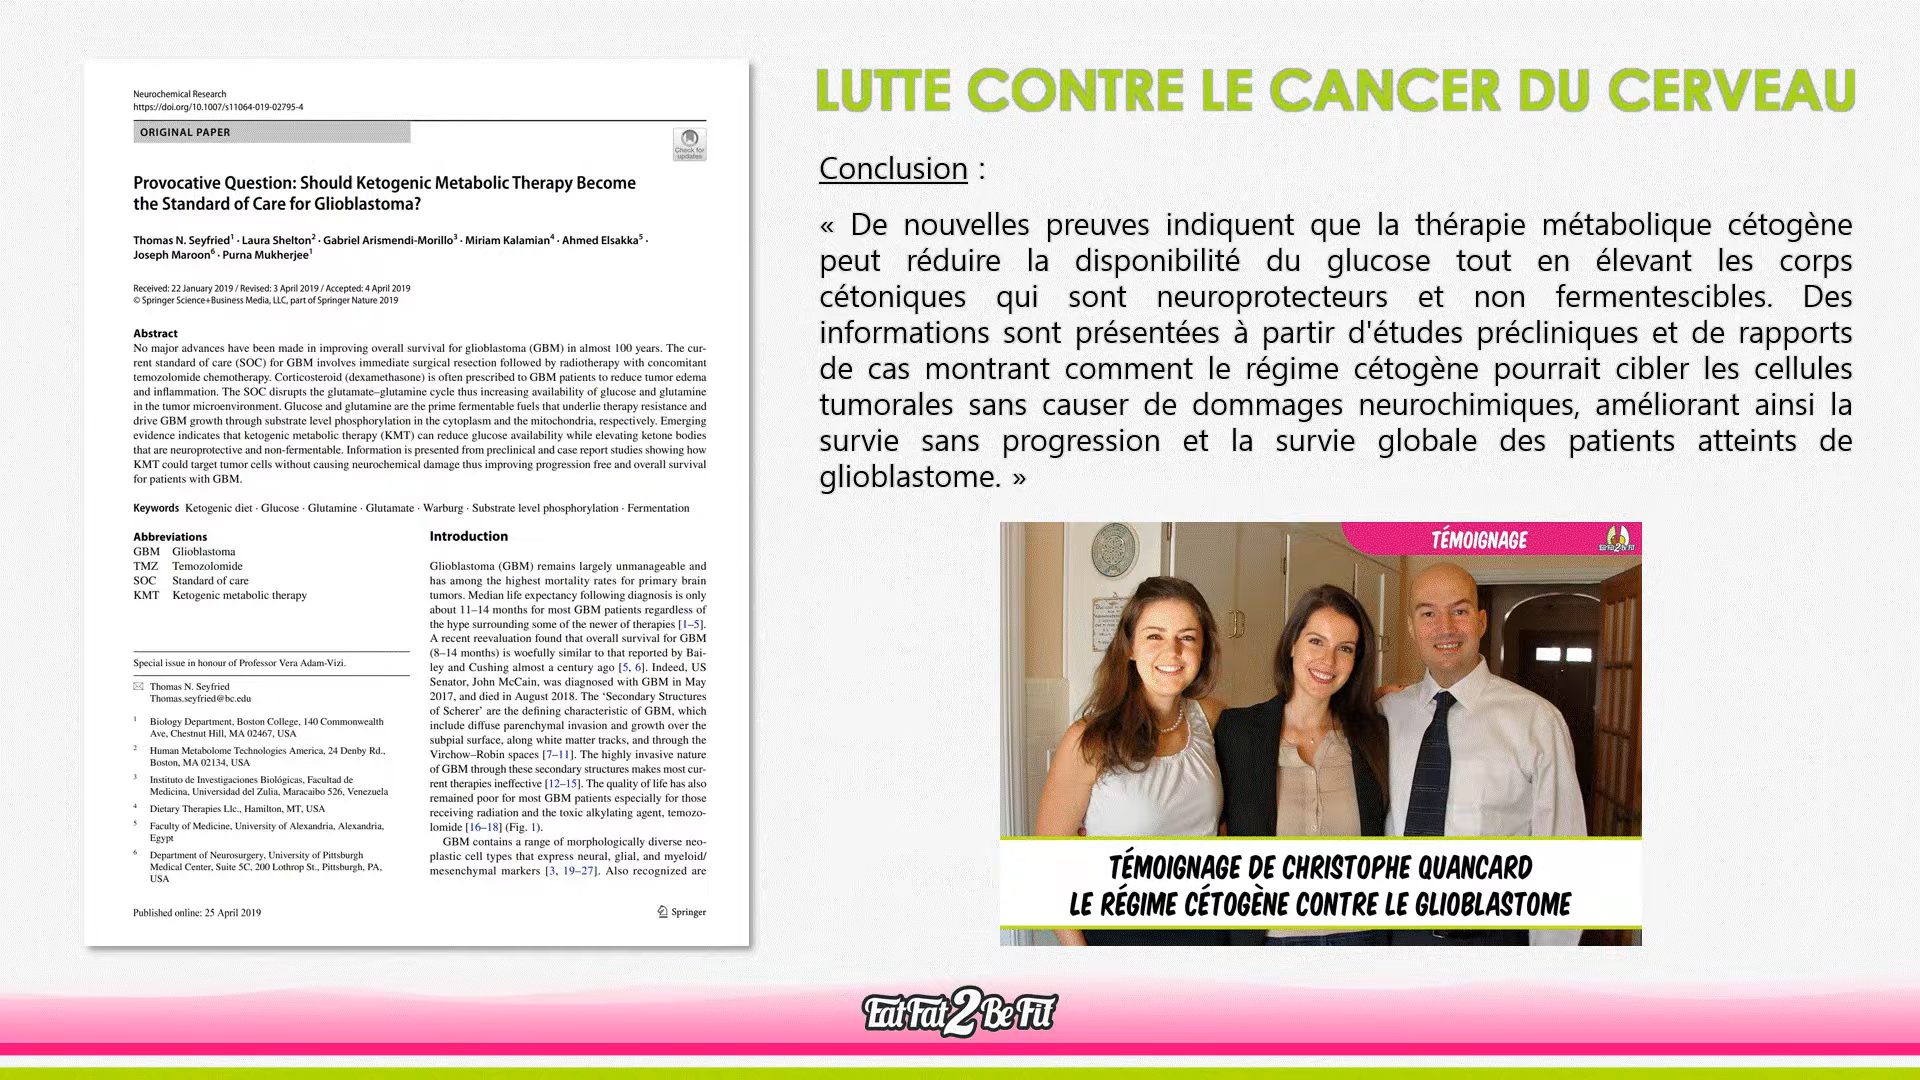 Neurochemical Research
https://doi.org/10.1007/s11064-019-02795-4
ORIGINAL PAPER
Check for
updates
Provocative Question: Should Ketogenic Metabolic Therapy Become
the Standard of Care for Glioblastoma?
Thomas N. Seyfried1 · Laura Shelton2 · Gabriel Arismendi-Morillo3 · Miriam Kalamian4 · Ahmed Elsakka5 ·
Joseph Maroon6 · Purna Mukherjee1
Received: 22 January 2019 / Revised: 3 April 2019 / Accepted: 4 April 2019
© Springer Science+Business Media, LLC, part of Springer Nature 2019
Abstract
No major advances have been made in improving overall survival for glioblastoma (GBM) in almost 100 years. The cur-
rent standard of care (SOC) for GBM involves immediate surgical resection followed by radiotherapy with concomitant
temozolomide chemotherapy. Corticosteroid (dexamethasone) is often prescribed to GBM patients to reduce tumor edema
and inflammation. The SOC disrupts the glutamate–glutamine cycle thus increasing availability of glucose and glutamine
in the tumor microenvironment. Glucose and glutamine are the prime fermentable fuels that underlie therapy resistance and
drive GBM growth through substrate level phosphorylation in the cytoplasm and the mitochondria, respectively. Emerging
evidence indicates that ketogenic metabolic therapy (KMT) can reduce glucose availability while elevating ketone bodies
that are neuroprotective and non-fermentable. Information is presented from preclinical and case report studies showing how
KMT could target tumor cells without causing neurochemical damage thus improving progression free and overall survival
for patients with GBM.
Keywords Ketogenic diet · Glucose · Glutamine · Glutamate · Warburg · Substrate level phosphorylation · Fermentation
Abbreviations
GBM Glioblastoma
TMZ Temozolomide
SOC Standard of care
KMT Ketogenic metabolic therapy
Special issue in honour of Professor Vera Adam-Vizi.
Thomas N. Seyfried
Thomas.seyfried@bc.edu
1 Biology Department, Boston College, 140 Commonwealth
Ave, Chestnut Hill, MA 02467, USA
2 Human Metabolome Technologies America, 24 Denby Rd.,
Boston, MA 02134, USA
3 Instituto de Investigaciones Biológicas, Facultad de
Medicina, Universidad del Zulia, Maracaibo 526, Venezuela
4 Dietary Therapies Llc., Hamilton, MT, USA
5 Faculty of Medicine, University of Alexandria, Alexandria,
Egypt
6 Department of Neurosurgery, University of Pittsburgh
Medical Center, Suite 5C, 200 Lothrop St., Pittsburgh, PA,
USA
Introduction
Glioblastoma (GBM) remains largely unmanageable and
has among the highest mortality rates for primary brain
tumors. Median life expectancy following diagnosis is only
about 11–14 months for most GBM patients regardless of
the hype surrounding some of the newer of therapies [1–5].
A recent reevaluation found that overall survival for GBM
(8–14 months) is woefully similar to that reported by Bai-
ley and Cushing almost a century ago [5, 6]. Indeed, US
Senator, John McCain, was diagnosed with GBM in May
2017, and died in August 2018. The ‘Secondary Structures
of Scherer’ are the defining characteristic of GBM, which
include diffuse parenchymal invasion and growth over the
subpial surface, along white matter tracks, and through the
Virchow–Robin spaces [7–11]. The highly invasive nature
of GBM through these secondary structures makes most cur-
rent therapies ineffective [12–15]. The quality of life has also
remained poor for most GBM patients especially for those
receiving radiation and the toxic alkylating agent, temozo-
lomide [16–18] (Fig. 1).
GBM contains a range of morphologically diverse neo-
plastic cell types that express neural, glial, and myeloid/
mesenchymal markers [3, 19–27]. Also recognized are
Published online: 25 April 2019
Springer
LUTTE CONTRE LE CANCER DU CERVEAU
Conclusion :
« De nouvelles preuves indiquent que la thérapie métabolique cétogène
peut réduire la disponibilité du glucose tout en élevant les corps
cétoniques qui sont neuroprotecteurs et non fermentescibles. Des
informations sont présentées à partir d'études précliniques et de rapports
de cas montrant comment le régime cétogène pourrait cibler les cellules
tumorales sans causer de dommages neurochimiques, améliorant ainsi la
survie sans progression et la survie globale des patients atteints de
glioblastome. »
TÉMOIGNAGE
EatFat2BeFit
TÉMOIGNAGE DE CHRISTOPHE QUANCARD
LE RÉGIME CÉTOGÈNE CONTRE LE GLIOBLASTOME
EatFat2BeFit